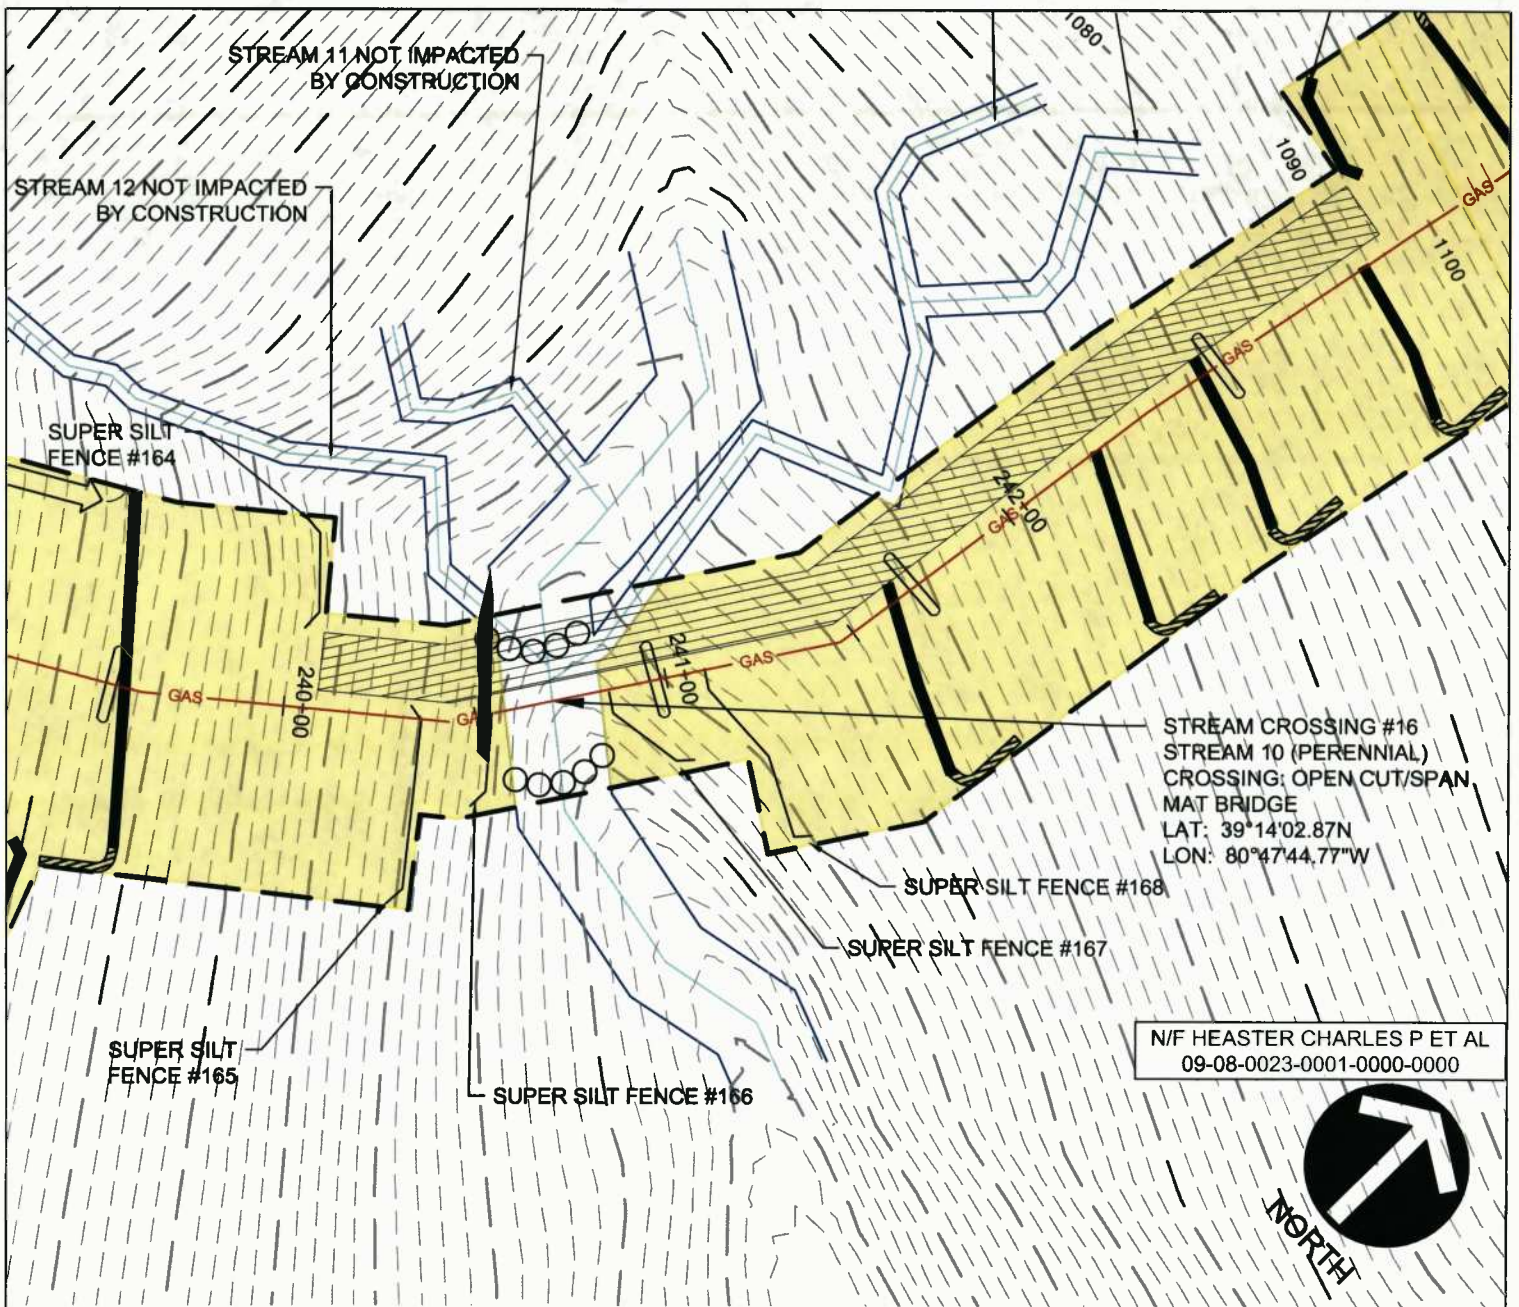 1080
STREAM 11 NOT IMPACTED
BY CONSTRUCTION
STREAM 12 NOT IMPACTED
BY CONSTRUCTION
1090
GAS
1100
SUPER SILT
FENCE #164
GAS
242+00
GAS
241+00
GAS
240+00
GAS
GAS
STREAM CROSSING #16
STREAM 10 (PERENNIAL)
CROSSING: OPEN CUT/SPAN
MAT BRIDGE
LAT: 39°14'02.87N
LON: 80°47'44.77"W
SUPER SILT FENCE #168
SUPER SILT FENCE #167
SUPER SILT
FENCE #165
SUPER SILT FENCE #166
N/F HEASTER CHARLES P ET AL
09-08-0023-0001-0000-0000
NORTH